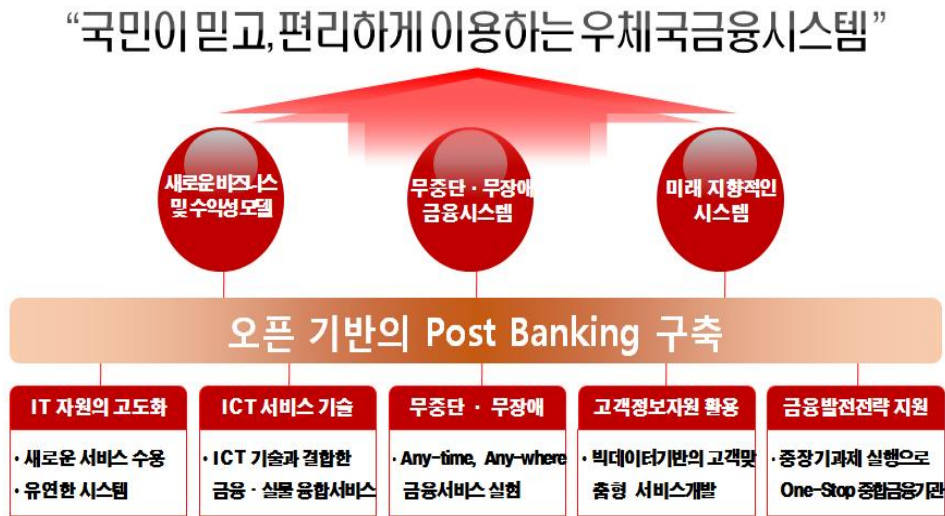 “국민이 믿고, 편리하게 이용하는 우체국금융시스템”
새로운 비즈니스
및 수익성 모델
무중단 · 무장애
금융시스템
미래 지향적인
시스템
오픈 기반의 Post Banking 구축
IT 자원의 고도화
· 새로운 서비스 수용
· 유연한 시스템
ICT 서비스 기술
· ICT 기술과 결합한
금융 · 실물 융합서비스
무중단 · 무장애
· Any-time, Any-where
금융서비스 실현
고객정보자원 활용
· 빅데이터기반의 고객맞
춤형 서비스개발
금융발전전략 지원
· 중장기과제 실행으로
One-Stop 종합금융기관